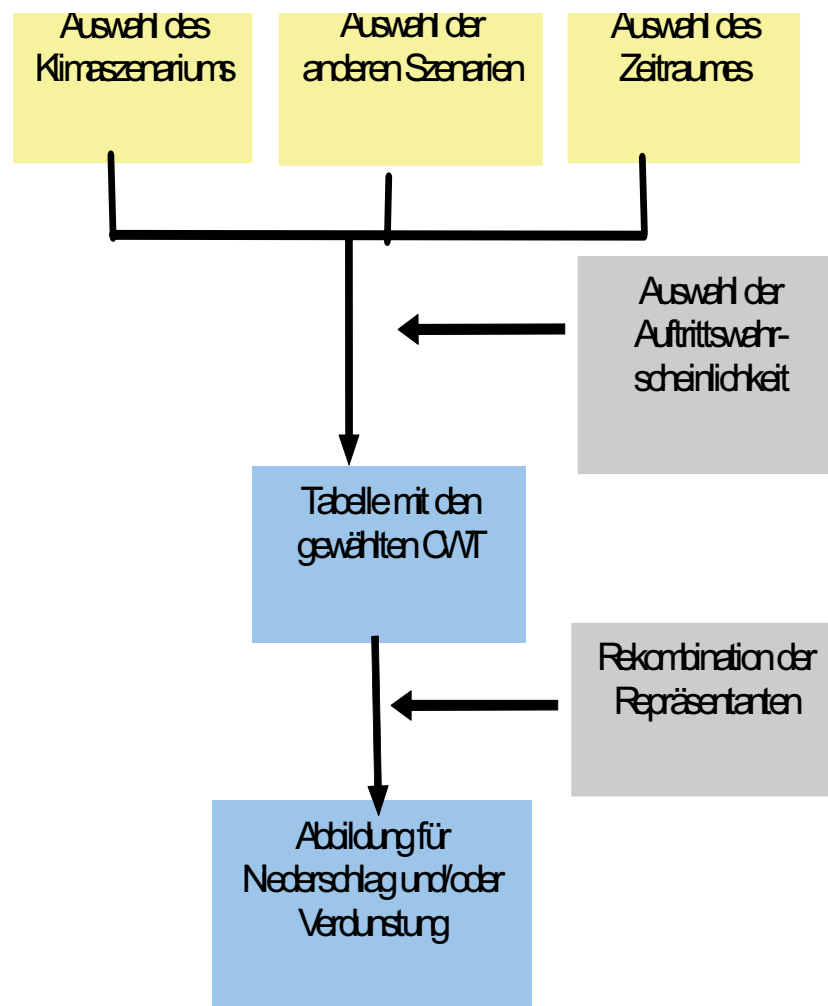 Auswahl des
Klimaszenariums
Auswahl der
anderen Szenarien
Auswahl des
Zeitraumes
Auswahl der
Auftrittswahr-
scheinlichkeit
Tabelle mit den
gewählten CWT
Rekombination der
Repräsentanten
Abbildung für
Niederschlag und/oder
Verdunstung